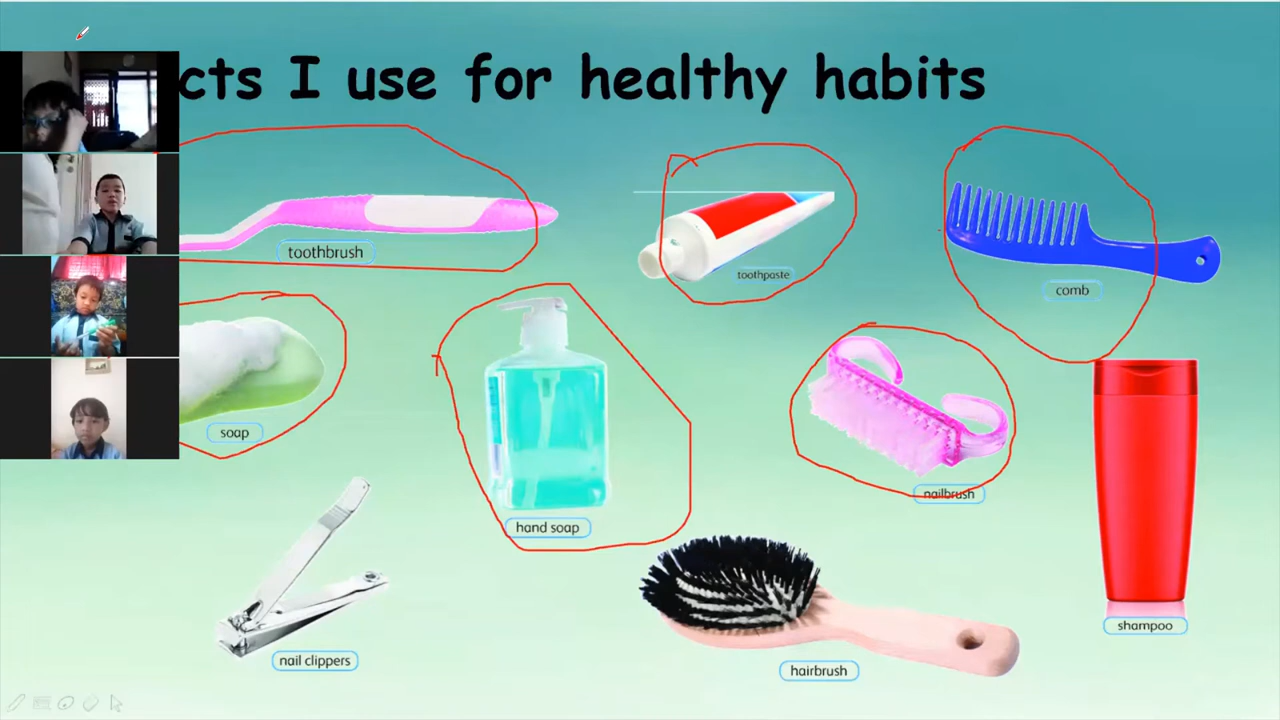 cts I use for healthy habits
toothbrush
toothpaste
comb
soap
hand soap
nailbrush
shampoo
nail clippers
hairbrush